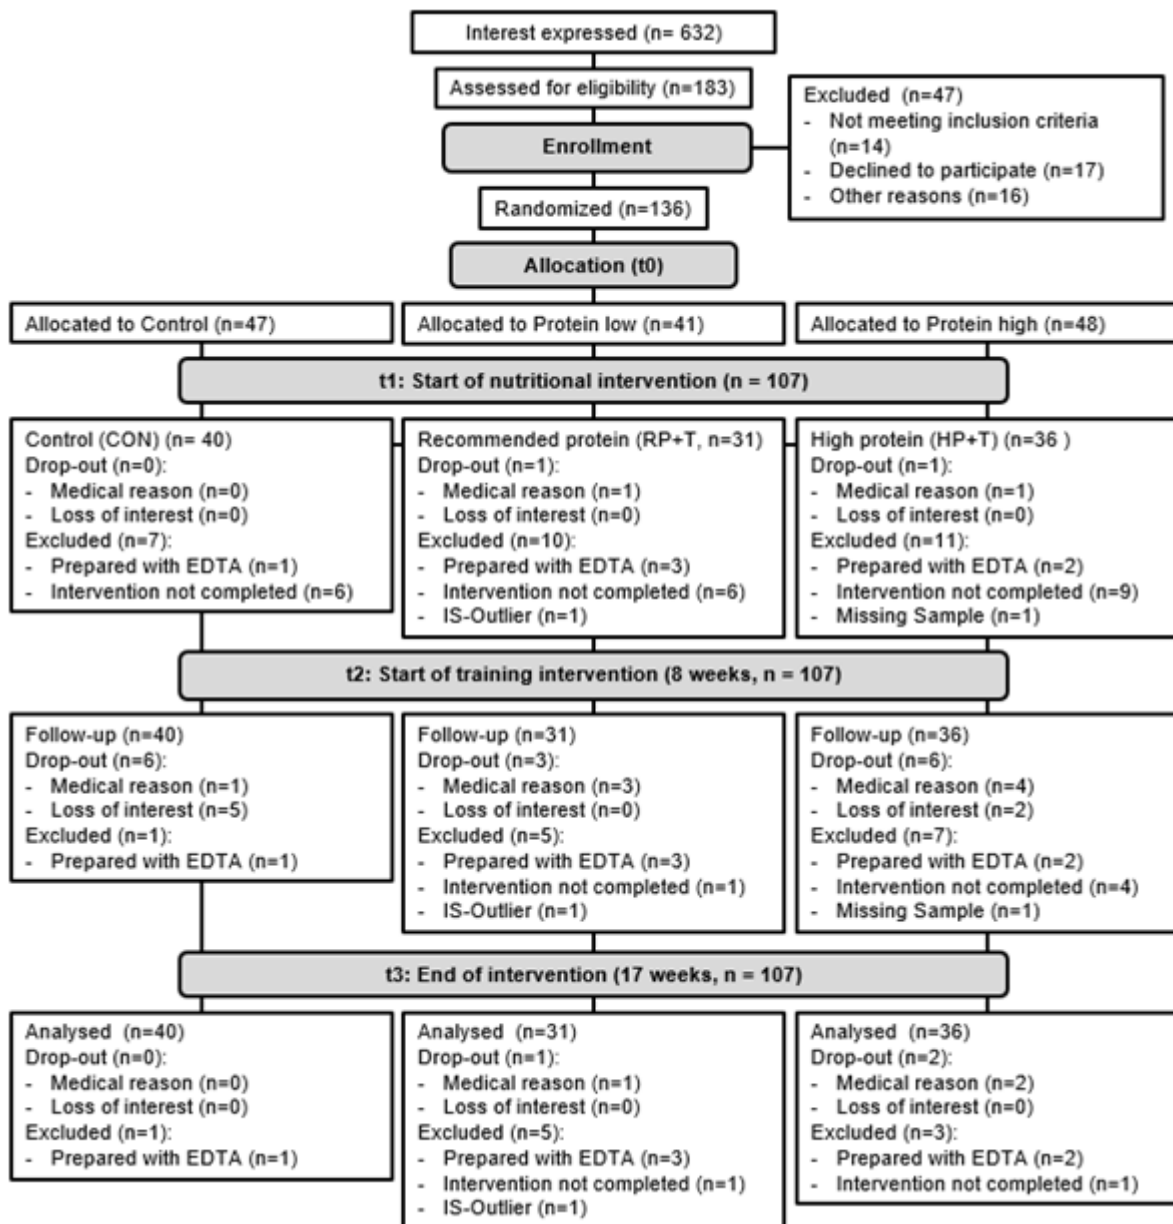 Interest expressed (n= 632)
Assessed for eligibility (n=183)
Excluded (n=47)
- Not meeting inclusion criteria
(n=14)
- Declined to participate (n=17)
- Other reasons (n=16)
Enrollment
Randomized (n=136)
Allocation (t0)
Allocated to Control (n=47)
Allocated to Protein low (n=41)
Allocated to Protein high (n=48)
t1: Start of nutritional intervention (n = 107)
Control (CON) (n= 40)
Drop-out (n=0):
- Medical reason (n=0)
- Loss of interest (n=0)
Excluded (n=7):
- Prepared with EDTA (n=1)
- Intervention not completed (n=6)
Recommended protein (RP+T, n=31)
Drop-out (n=1):
- Medical reason (n=1)
- Loss of interest (n=0)
Excluded (n=10):
- Prepared with EDTA (n=3)
- Intervention not completed (n=6)
- IS-Outlier (n=1)
High protein (HP+T) (n=36 )
Drop-out (n=1):
- Medical reason (n=1)
- Loss of interest (n=0)
Excluded (n=11):
- Prepared with EDTA (n=2)
- Intervention not completed (n=9)
- Missing Sample (n=1)
t2: Start of training intervention (8 weeks, n = 107)
Follow-up (n=40)
Drop-out (n=6):
- Medical reason (n=1)
- Loss of interest (n=5)
Excluded (n=1):
- Prepared with EDTA (n=1)
Follow-up (n=31)
Drop-out (n=3):
- Medical reason (n=3)
- Loss of interest (n=0)
Excluded (n=5):
- Prepared with EDTA (n=3)
- Intervention not completed (n=1)
- IS-Outlier (n=1)
Follow-up (n=36)
Drop-out (n=6):
- Medical reason (n=4)
- Loss of interest (n=2)
Excluded (n=7):
- Prepared with EDTA (n=2)
- Intervention not completed (n=4)
- Missing Sample (n=1)
t3: End of intervention (17 weeks, n = 107)
Analysed (n=40)
Drop-out (n=0):
- Medical reason (n=0)
- Loss of interest (n=0)
Excluded (n=1):
- Prepared with EDTA (n=1)
Analysed (n=31)
Drop-out (n=1):
- Medical reason (n=1)
- Loss of interest (n=0)
Excluded (n=5):
- Prepared with EDTA (n=3)
- Intervention not completed (n=1)
- IS-Outlier (n=1)
Analysed (n=36)
Drop-out (n=2):
- Medical reason (n=2)
- Loss of interest (n=0)
Excluded (n=3):
- Prepared with EDTA (n=2)
- Intervention not completed (n=1)